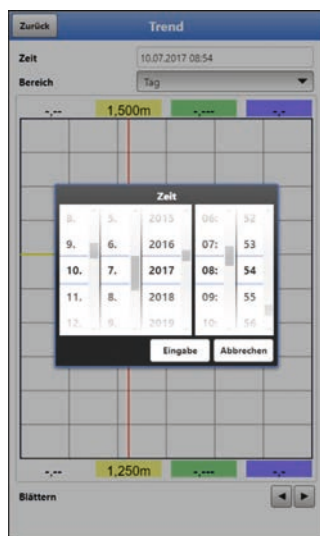 Zurück Trend
Zeit 10.07.2017 08:54
Bereich Tag
-,-- 1,500m -,--- -,-
Zeit
8. 5. 2015 06: 52
9. 6. 2016 07: 53
10. 7. 2017 08: 54
11. 8. 2018 09: 55
12. 9. 2019 10: 56
Eingabe Abbrechen
-,-- 1,250m -,--- -,-
Blättern